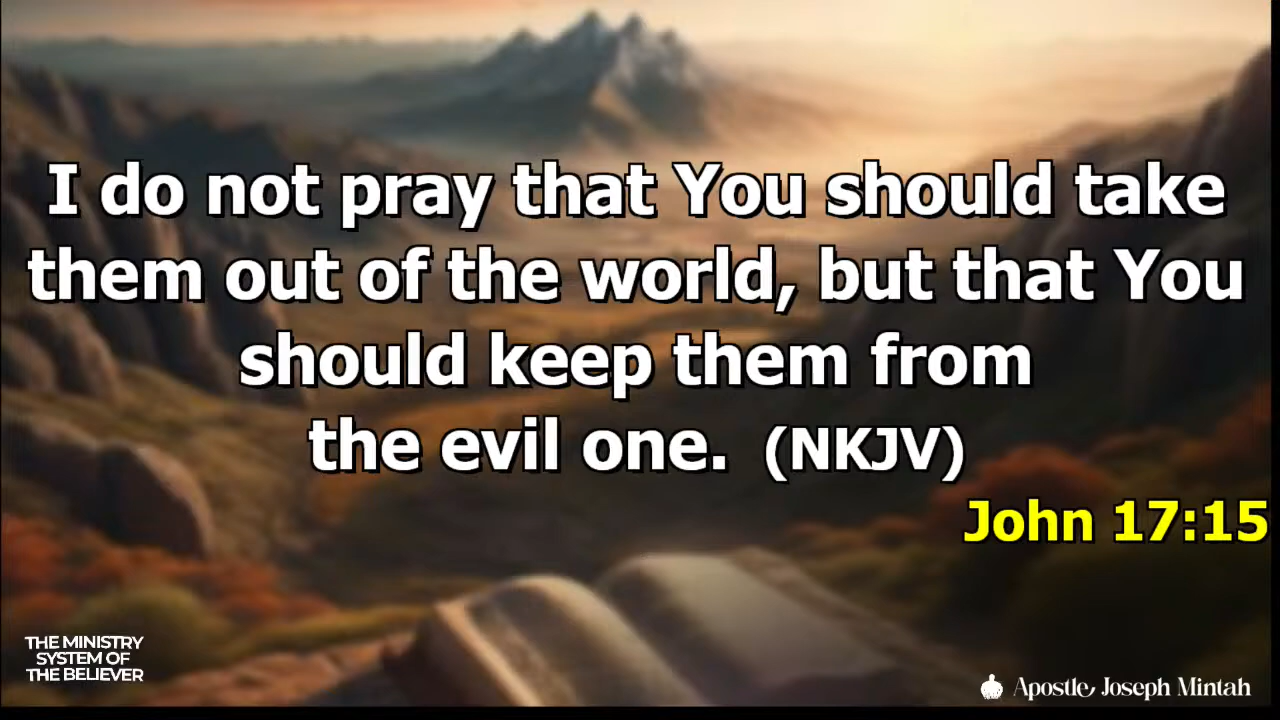 I do not pray that You should take
them out of the world, but that You
should keep them from
the evil one. (NKJV)
John 17:15
THE MINISTRY
SYSTEM OF
THE BELIEVER
Apostle Joseph Mintah